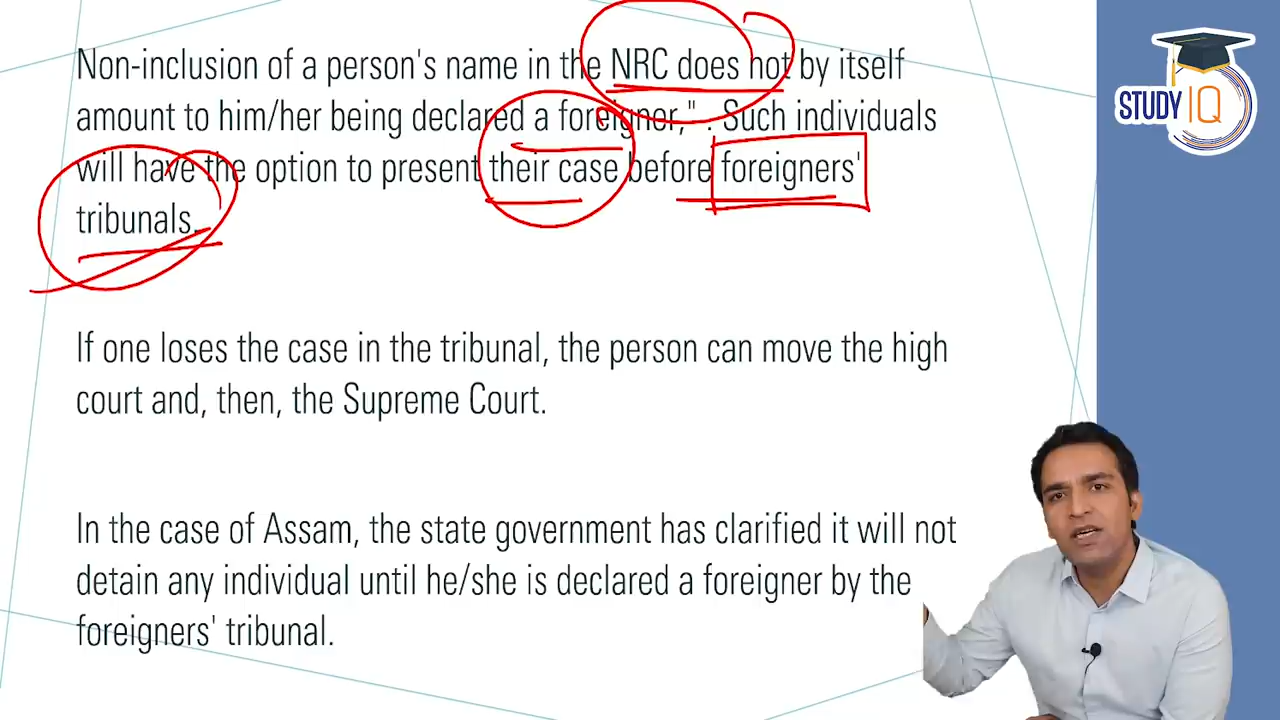 Non-inclusion of a person's name in the NRC does not by itself
amount to him/her being declared a foreigner,". Such individuals
will have the option to present their case before foreigners'
tribunals.
If one loses the case in the tribunal, the person can move the high
court and, then, the Supreme Court.
In the case of Assam, the state government has clarified it will not
detain any individual until he/she is declared a foreigner by the
foreigners' tribunal.
STUDY IQ